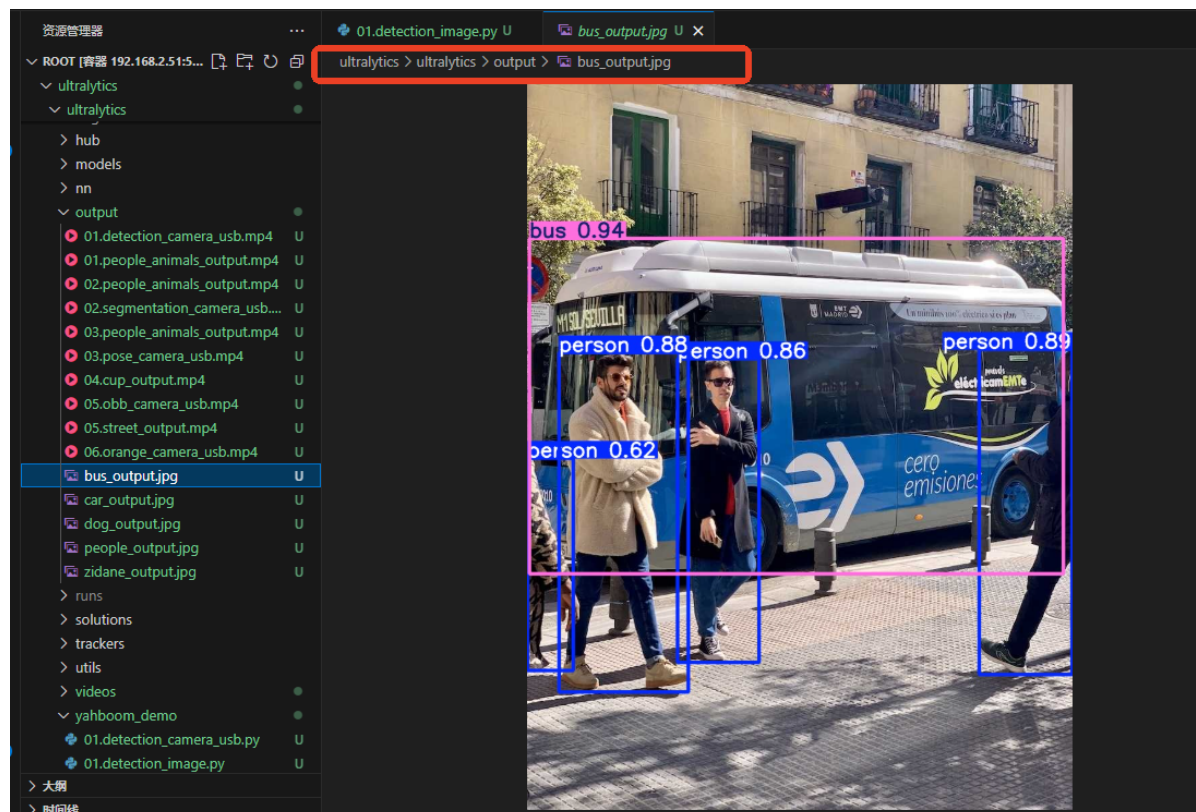 资源管理器
ROOT [容器 192.168.2.51:5...
ultralytics
ultralytics
hub
models
nn
output
01.detection_camera_usb.mp4 U
01.people_animals_output.mp4 U
02.people_animals_output.mp4 U
02.segmentation_camera_usb.... U
03.people_animals_output.mp4 U
03.pose_camera_usb.mp4 U
04.cup_output.mp4 U
05.obb_camera_usb.mp4 U
05.street_output.mp4 U
06.orange_camera_usb.mp4 U
bus_output.jpg U
car_output.jpg U
dog_output.jpg U
people_output.jpg U
zidane_output.jpg U
runs
solutions
trackers
utils
videos
yahboom_demo
01.detection_camera_usb.py U
01.detection_image.py U
大纲
时间线
01.detection_image.py U
bus_output.jpg U
ultralytics > ultralytics > output > bus_output.jpg
bus 0.94
EMT
MADRID
person 0.88
person 0.86
person 0.89
person 0.62
eléctricamEMTe
cero
emisiones